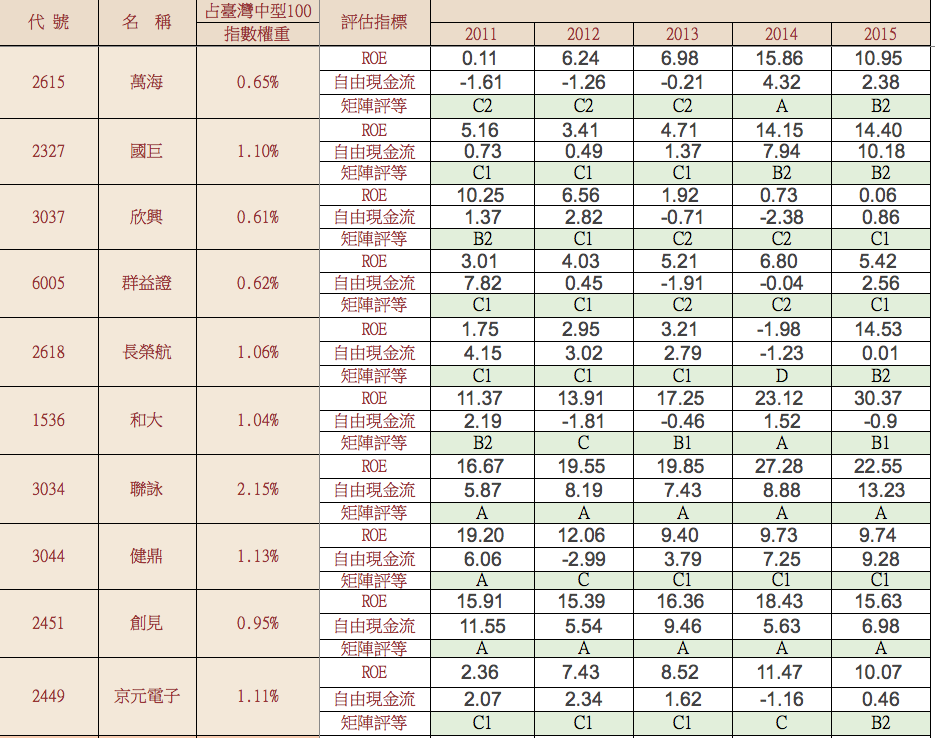 代 號 名 稱 占臺灣中型100 指數權重 評估指標 2011 2012 2013 2014 2015
2615 萬海 0.65% ROE 0.11 6.24 6.98 15.86 10.95
自由現金流 -1.61 -1.26 -0.21 4.32 2.38
矩陣評等 C2 C2 C2 A B2
2327 國巨 1.10% ROE 5.16 3.41 4.71 14.15 14.40
自由現金流 0.73 0.49 1.37 7.94 10.18
矩陣評等 C1 C1 C1 B2 B2
3037 欣興 0.61% ROE 10.25 6.56 1.92 0.73 0.06
自由現金流 1.37 2.82 -0.71 -2.38 0.86
矩陣評等 B2 C1 C2 C2 C1
6005 群益證 0.62% ROE 3.01 4.03 5.21 6.80 5.42
自由現金流 7.82 0.45 -1.91 -0.04 2.56
矩陣評等 C1 C1 C2 C2 C1
2618 長榮航 1.06% ROE 1.75 2.95 3.21 -1.98 14.53
自由現金流 4.15 3.02 2.79 -1.23 0.01
矩陣評等 C1 C1 C1 D B2
1536 和大 1.04% ROE 11.37 13.91 17.25 23.12 30.37
自由現金流 2.19 -1.81 -0.46 1.52 -0.9
矩陣評等 B2 C B1 A B1
3034 聯詠 2.15% ROE 16.67 19.55 19.85 27.28 22.55
自由現金流 5.87 8.19 7.43 8.88 13.23
矩陣評等 A A A A A
3044 健鼎 1.13% ROE 19.20 12.06 9.40 9.73 9.74
自由現金流 6.06 -2.99 3.79 7.25 9.28
矩陣評等 A C C1 C1 C1
2451 創見 0.95% ROE 15.91 15.39 16.36 18.43 15.63
自由現金流 11.55 5.54 9.46 5.63 6.98
矩陣評等 A A A A A
2449 京元電子 1.11% ROE 2.36 7.43 8.52 11.47 10.07
自由現金流 2.07 2.34 1.62 -1.16 0.46
矩陣評等 C1 C1 C1 C B2